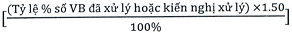 [(Tỷ lệ % số VB đã xử lý hoặc kiến nghị xử lý) ×1.50
100%]